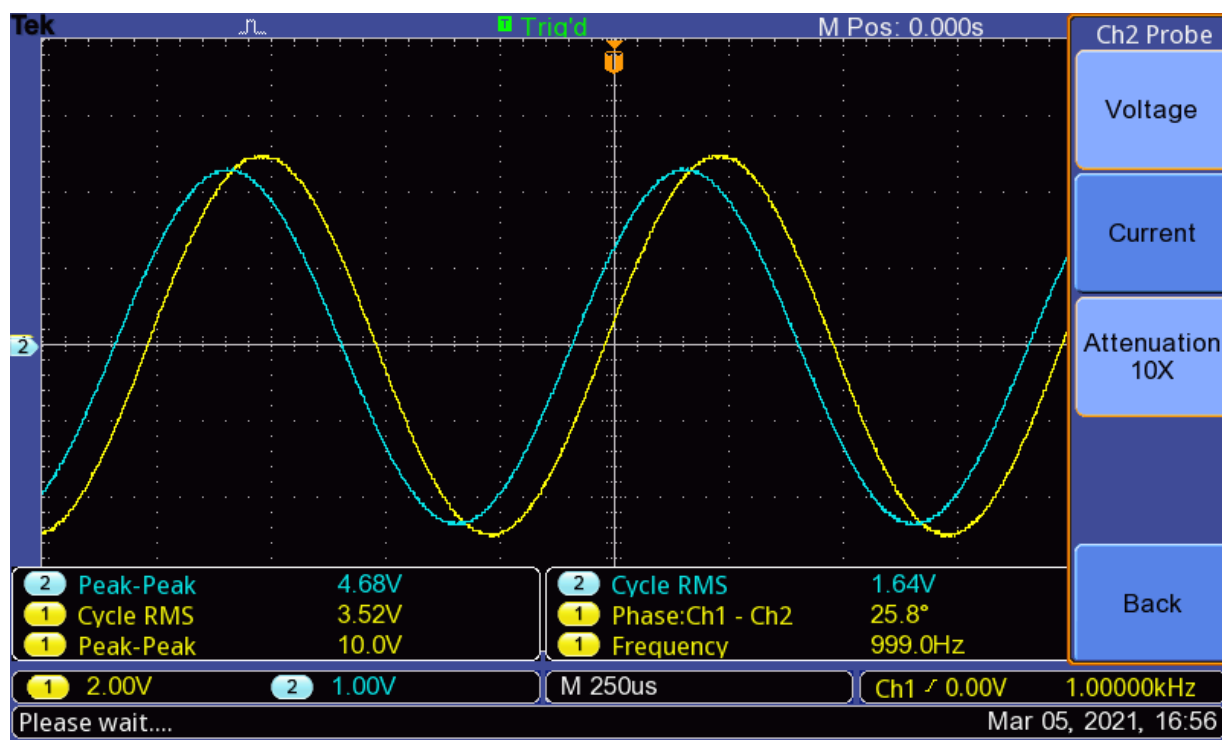 Tek T Trig'd M Pos: 0.000s
Ch2 Probe
T
Voltage
Current
2
Attenuation
10X
2 Peak-Peak 4.68V
1 Cycle RMS 3.52V
1 Peak-Peak 10.0V
2 Cycle RMS 1.64V
1 Phase:Ch1 - Ch2 25.8°
1 Frequency 999.0Hz
Back
1 2.00V 2 1.00V M 250us Ch1 0.00V 1.00000kHz
Please wait.... Mar 05, 2021, 16:56